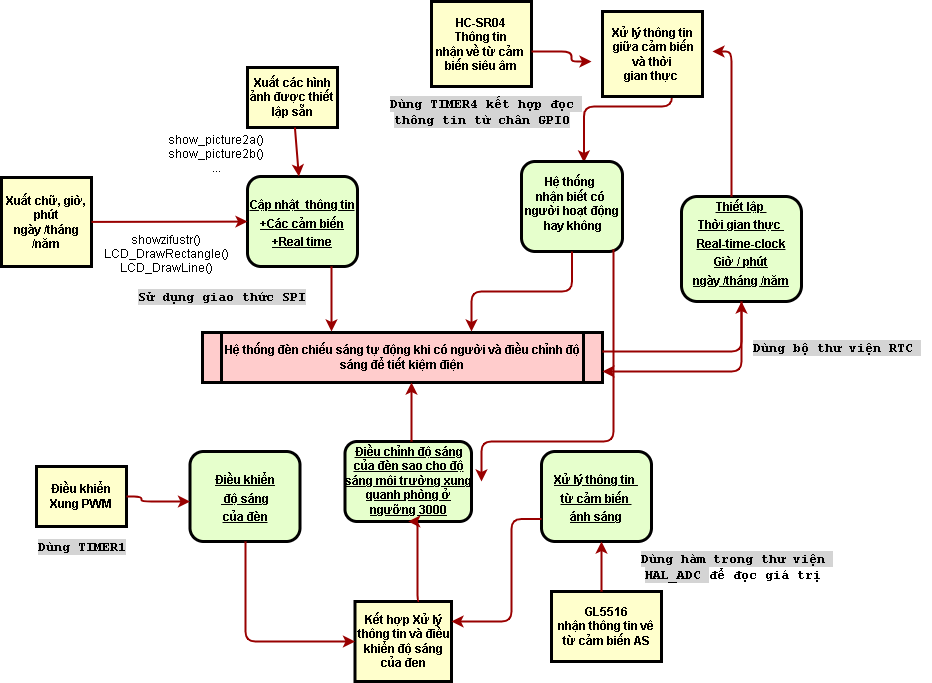 HC-SR04
Thông tin
nhận về từ cảm
biến siêu âm
Xử lý thông tin
giữa cảm biến
và thời
gian thực
Xuất các hình
ảnh được thiết
lập sẵn
Dùng TIMER4 kết hợp đọc
thông tin từ chân GPIO
show_picture2a()
show_picture2b()
...
Xuất chữ, giờ,
phút
ngày /tháng
/năm
Cập nhật thông tin
+Các cảm biến
+Real time
Hệ thống
nhận biết có
người hoạt động
hay không
Thiết lập
Thời gian thực
Real-time-clock
Giờ / phút
ngày /tháng /năm
showzifustr()
LCD_DrawRectangle()
LCD_DrawLine()
Sử dụng giao thức SPI
Hệ thống đèn chiếu sáng tự động khi có người và điều chỉnh độ
sáng để tiết kiệm điện
Dùng bộ thư viện RTC
Điều khiển
Xung PWM
Dùng TIMER1
Điều khiển
độ sáng
của đèn
Điều chỉnh độ sáng
của đèn sao cho độ
sáng môi trường xung
quanh phòng ở
ngưỡng 3000
Xử lý thông tin
từ cảm biến
ánh sáng
Dùng hàm trong thư viện
HAL_ADC để đọc giá trị
Kết hợp Xử lý
thông tin và điều
khiển độ sáng
của đen
GL5516
nhận thông tin vê
từ cảm biến AS